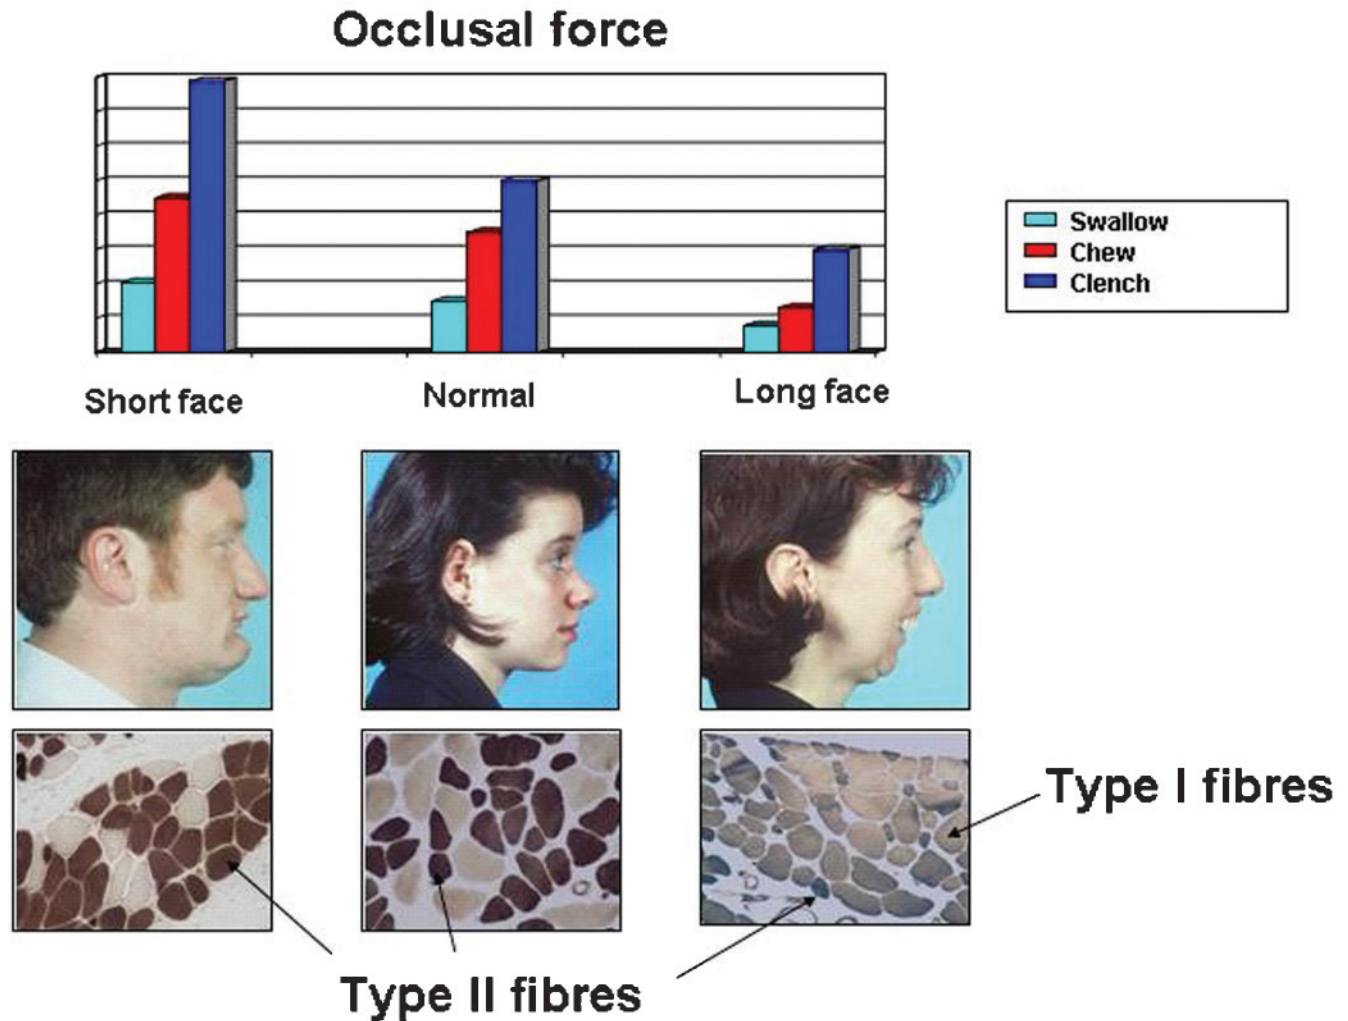 Occlusal force
Swallow
Chew
Clench
Short face
Normal
Long face
Type I fibres
Type II fibres